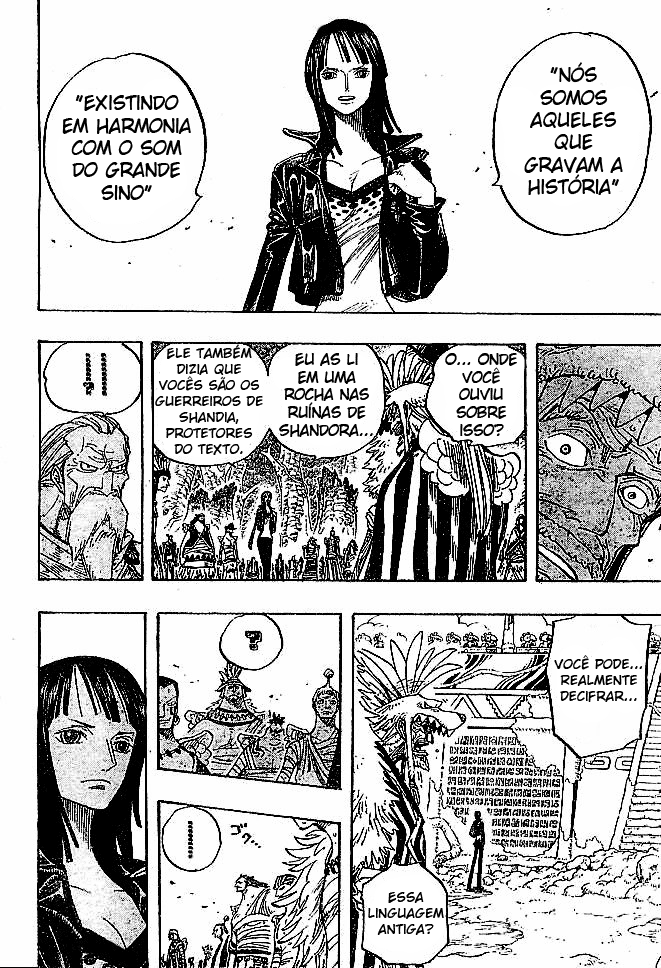 "NÓS
SOMOS
AQUELES
QUE
GRAVAM A
HISTÓRIA"
"EXISTINDO
EM HARMONIA
COM O SOM
DO GRANDE
SINO"
O... ONDE
VOCÊ
OUVIU
SOBRE
ISSO?
EU AS LI
EM UMA
ROCHA NAS
RUÍNAS DE
SHANDORA...
ELE TAMBÉM
DIZIA QUE
VOCÊS SÃO OS
GUERREIROS DE
SHANDIA,
PROTETORES
DO TEXTO.
!!
VOCÊ PODE...
REALMENTE
DECIFRAR...
ESSA
LINGUAGEM
ANTIGA?
?
ゴク...